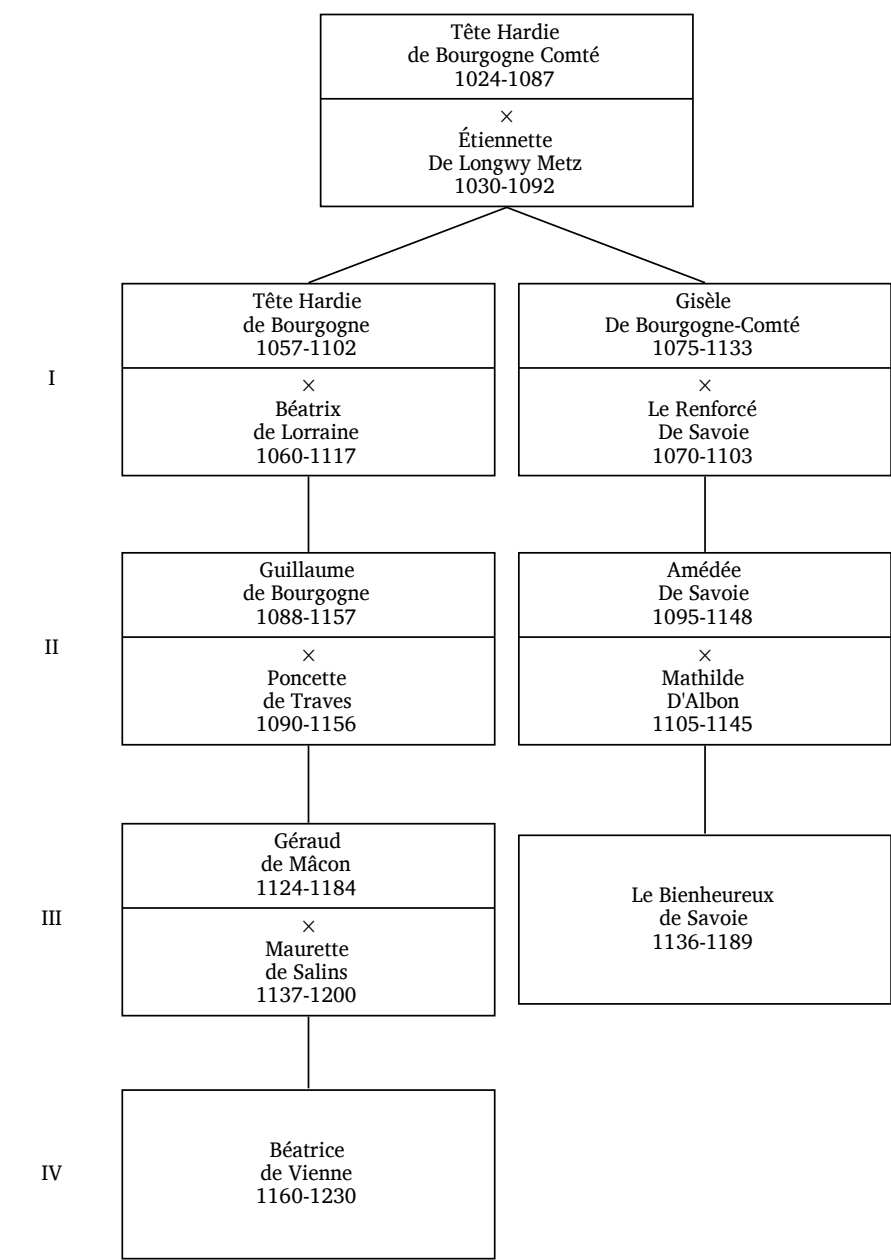 Tête Hardie
de Bourgogne Comté
1024-1087
×
Étiennette
De Longwy Metz
1030-1092
I
Tête Hardie
de Bourgogne
1057-1102
×
Béatrix
de Lorraine
1060-1117
Gisèle
De Bourgogne-Comté
1075-1133
×
Le Renforcé
De Savoie
1070-1103
II
Guillaume
de Bourgogne
1088-1157
×
Poncette
de Traves
1090-1156
Amédée
De Savoie
1095-1148
×
Mathilde
D'Albon
1105-1145
III
Géraud
de Mâcon
1124-1184
×
Maurette
de Salins
1137-1200
Le Bienheureux
de Savoie
1136-1189
IV
Béatrice
de Vienne
1160-1230